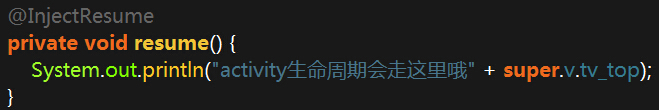 @InjectResume
private void resume() {
System.out.println("activity生命周期会走这里哦" + super.v.tv_top);
}